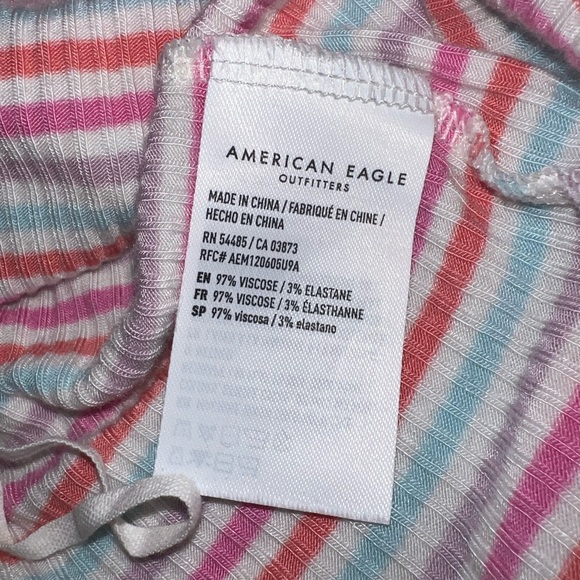 AMERICAN EAGLE
OUTFITTERS
MADE IN CHINA / FABRIQUÉ EN CHINE /
HECHO EN CHINA
RN 54485 / CA 03873
RFC# AEM120605U9A
EN 97% VISCOSE / 3% ELASTANE
FR 97% VISCOSE / 3% ÉLASTHANNE
SP 97% viscosa / 3% elastano